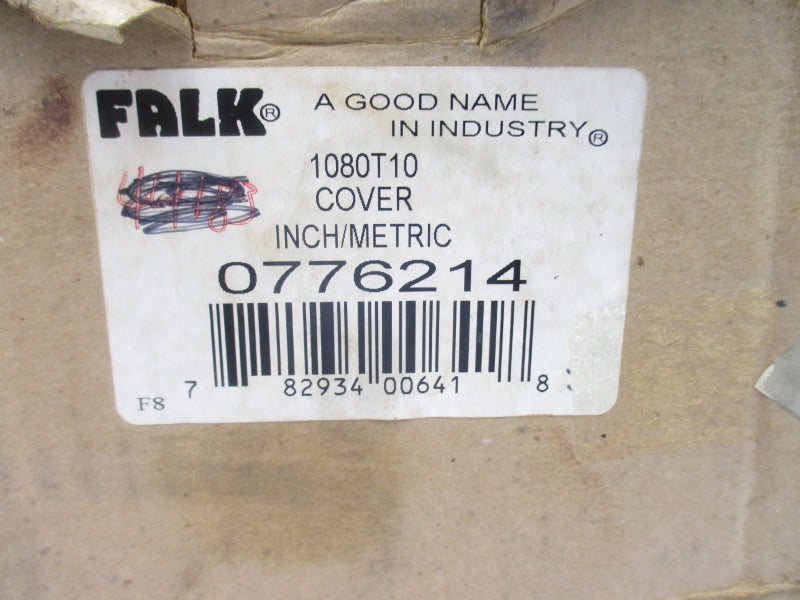 FALK® A GOOD NAME
IN INDUSTRY®
1080T10
COVER
INCH/METRIC
0776214
7 82934 00641 8
F8